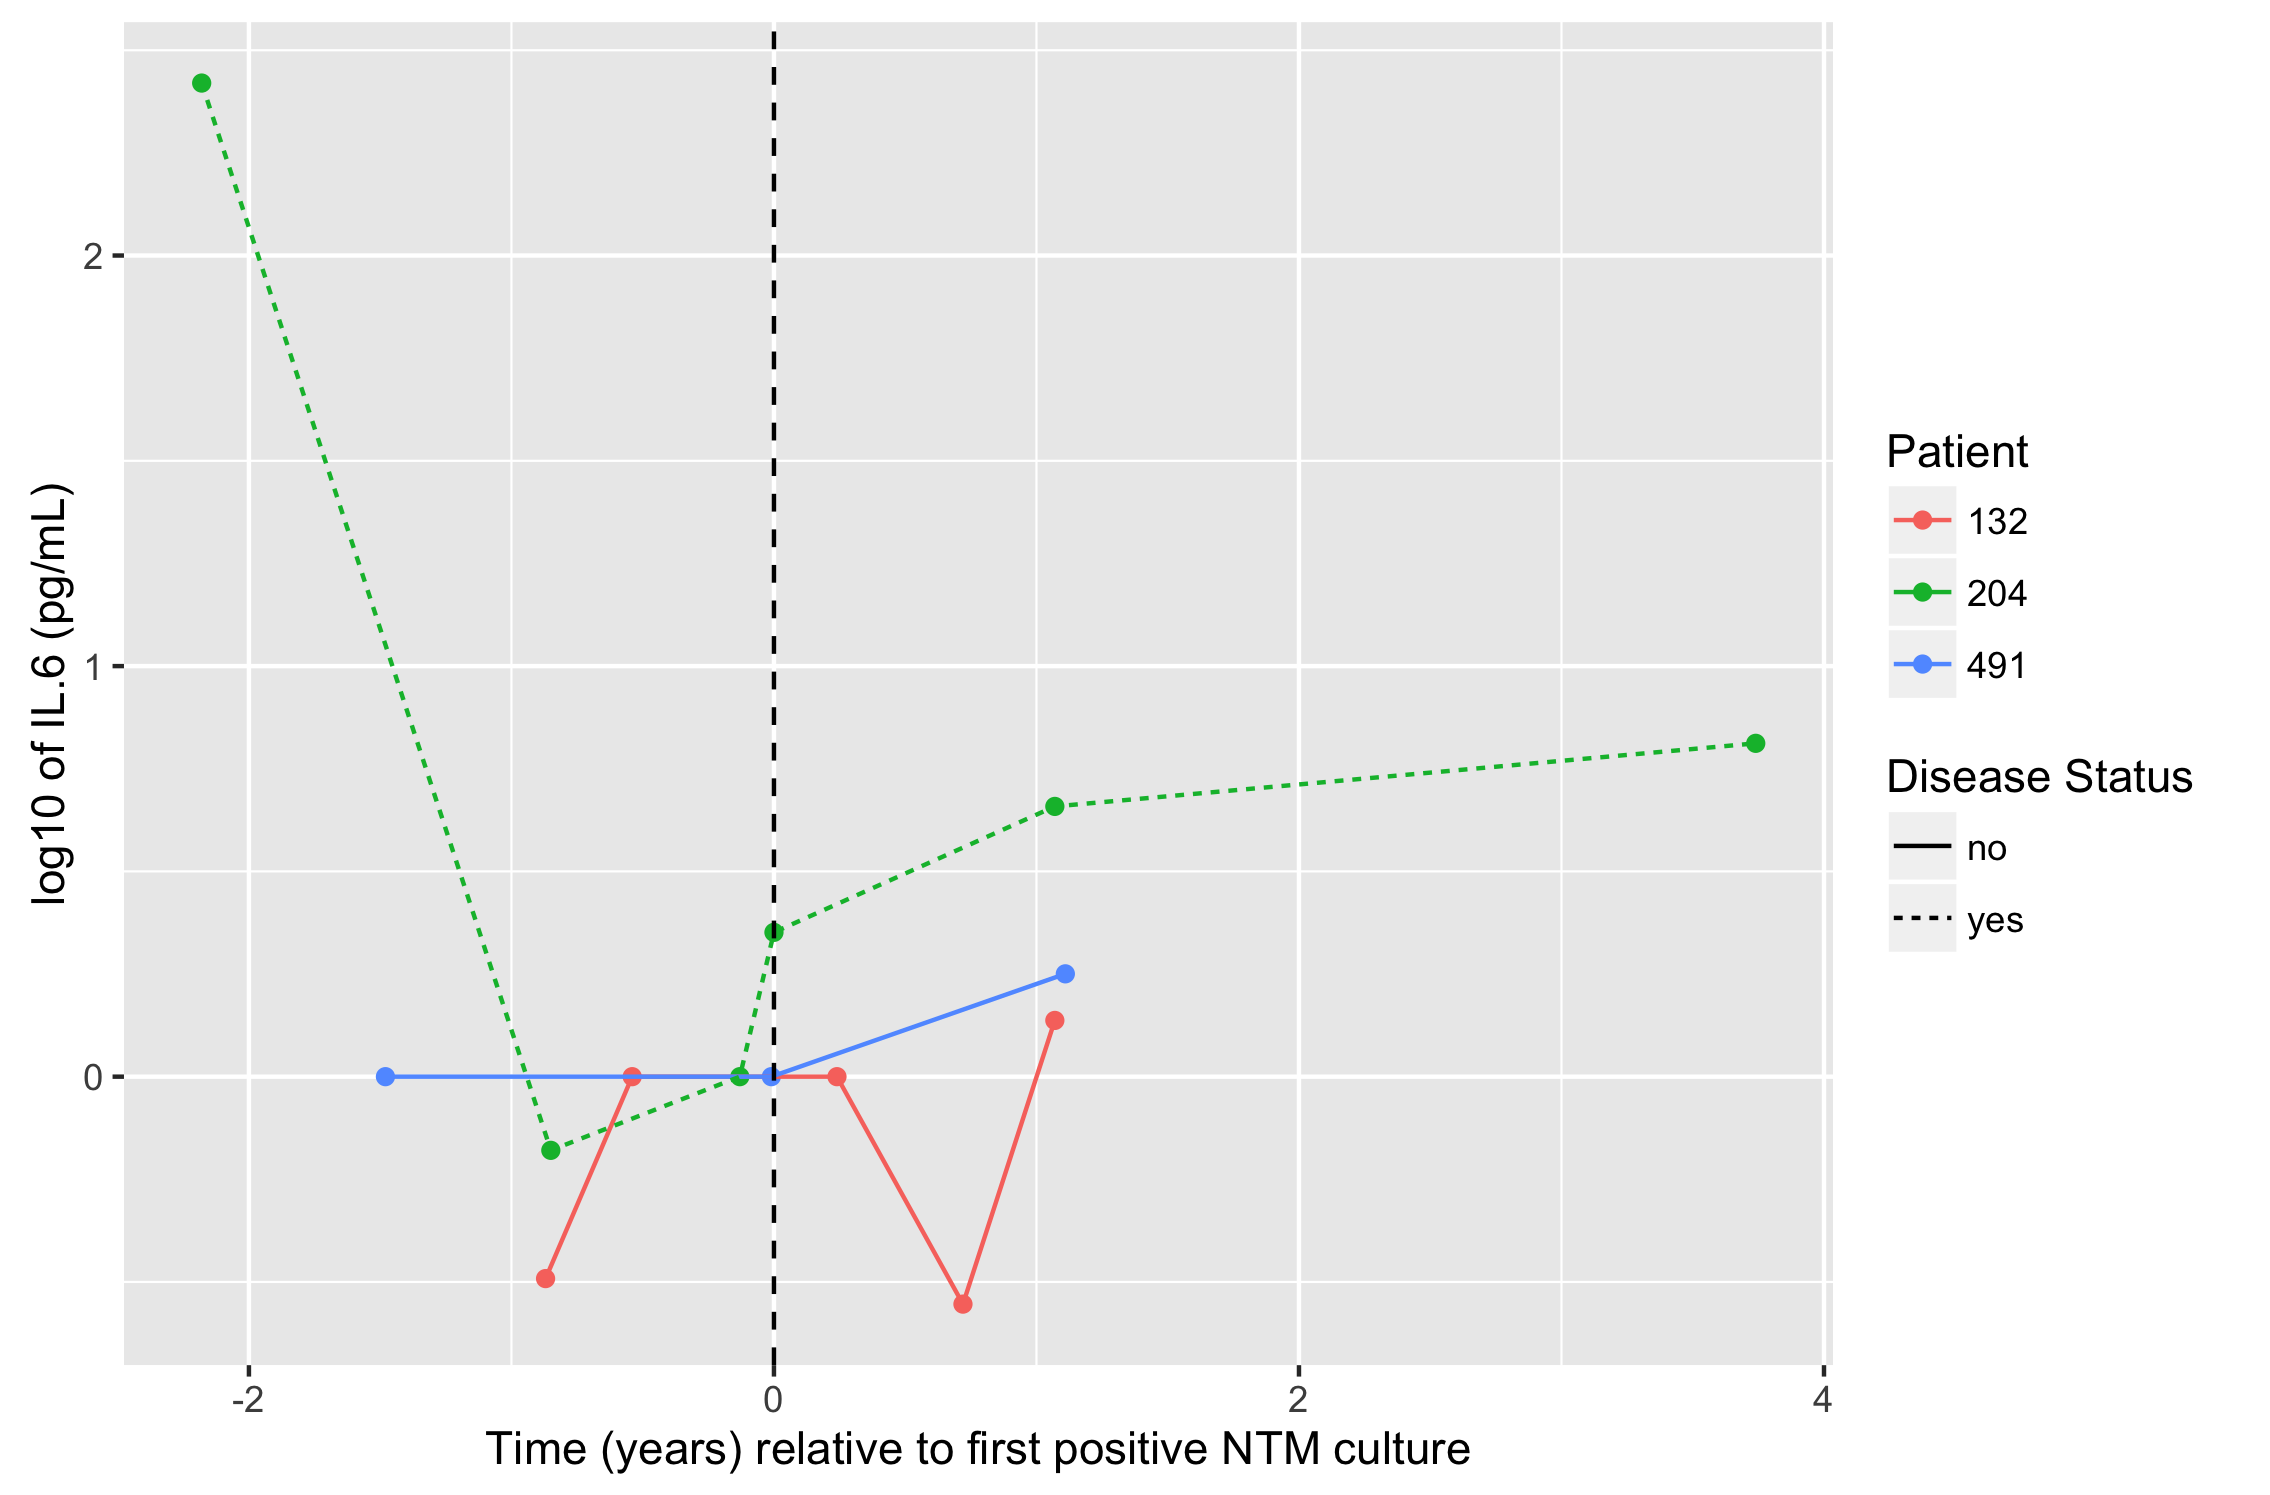 log10 of IL.6 (pg/mL)
2
1
0
-2
0
2
4
Time (years) relative to first positive NTM culture
Patient
132
204
491
Disease Status
no
yes